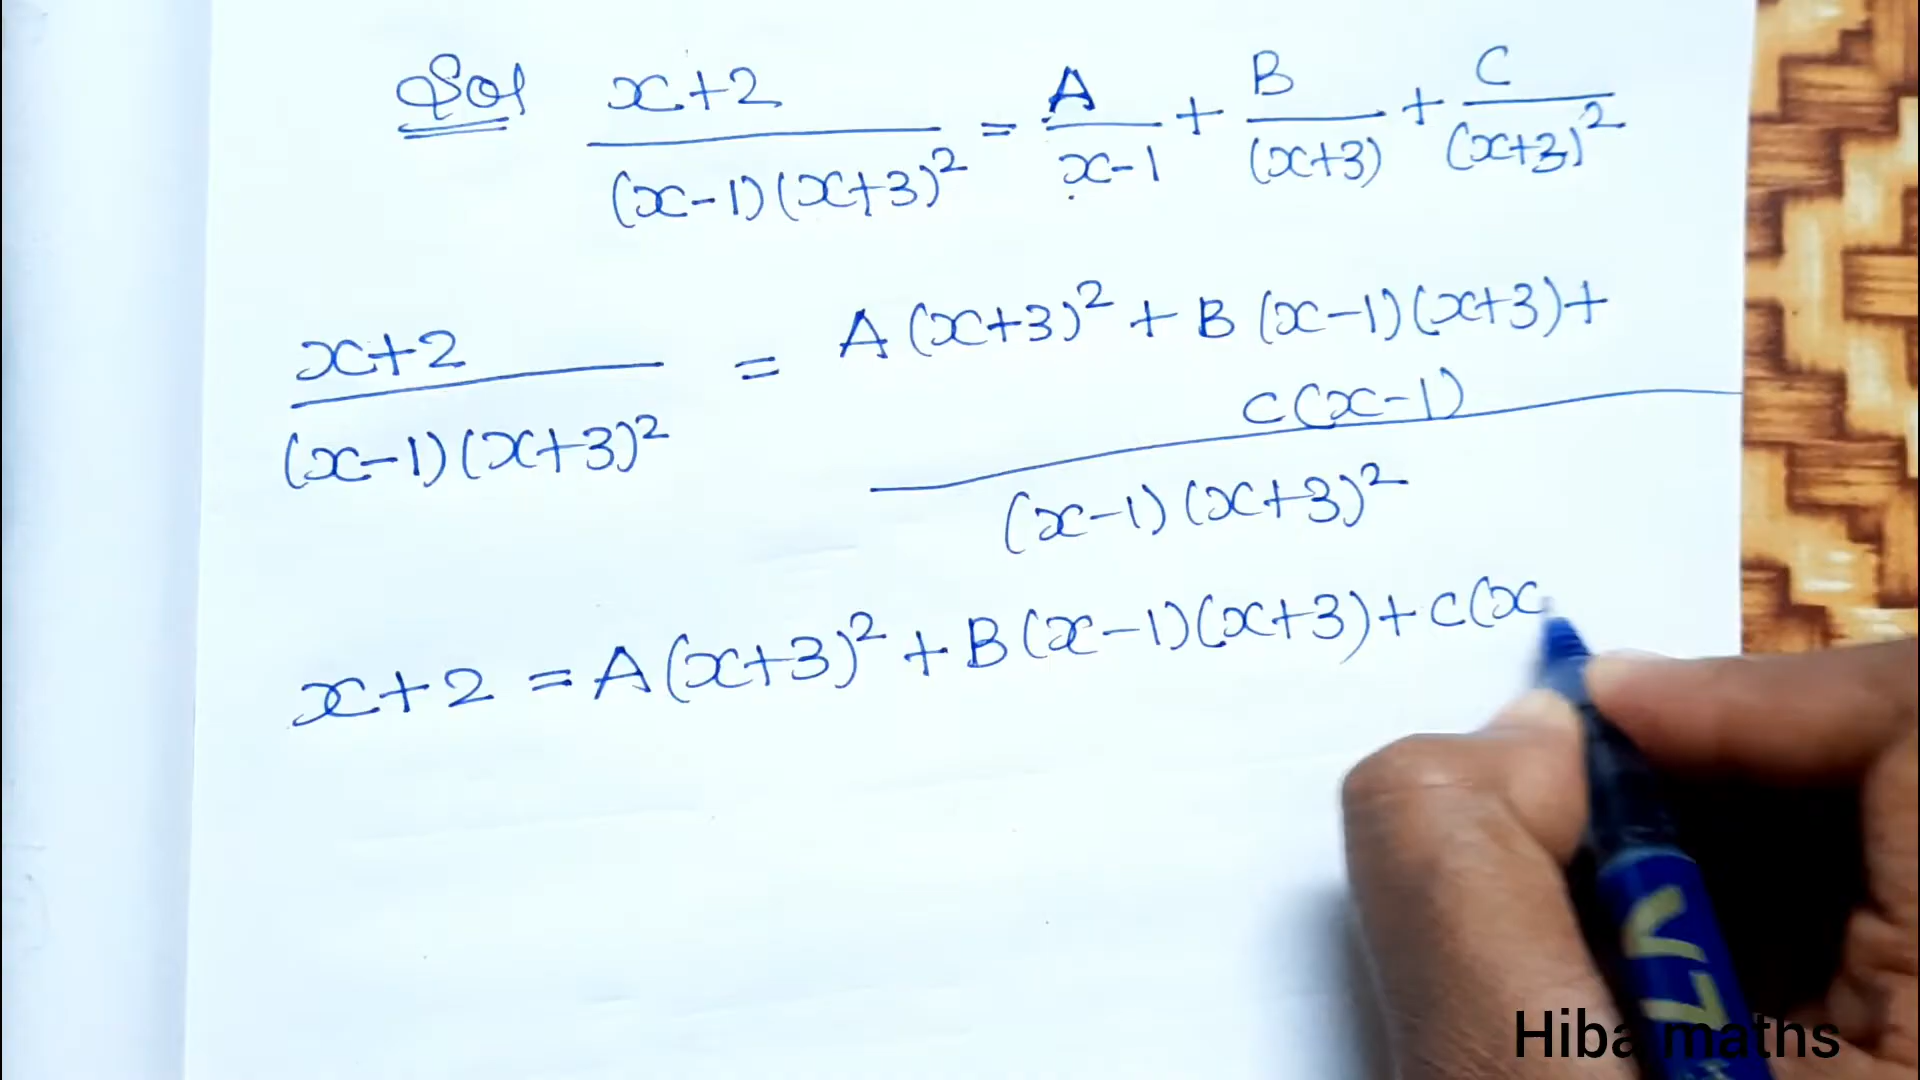 Sol x+2 / (x-1)(x+3)² = A / x-1 + B / (x+3) + C / (x+3)²
x+2 / (x-1)(x+3)² = A(x+3)² + B(x-1)(x+3) +
C(x-1)
(x-1)(x+3)²
x+2 = A(x+3)² + B(x-1)(x+3) + C(x
V7
Hiba maths